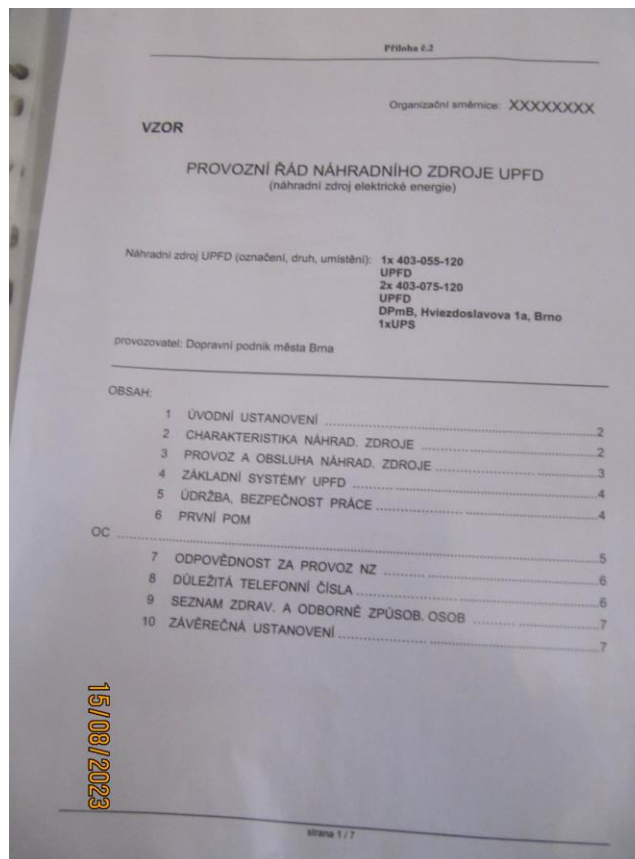 Příloha č.2
Organizační směrnice: XXXXXXXX
VZOR
PROVOZNÍ ŘÁD NÁHRADNÍHO ZDROJE UPFD
(náhradní zdroj elektrické energie)
Náhradní zdroj UPFD (označení, druh, umístění): 1x 403-055-120
UPFD
2x 403-075-120
UPFD
DPmB, Hviezdoslavova 1a, Brno
1xUPS
provozovatel: Dopravní podnik města Brna
OBSAH:
1 ÚVODNÍ USTANOVENÍ ........................ 2
2 CHARAKTERISTIKA NÁHRAD. ZDROJE ........................ 2
3 PROVOZ A OBSLUHA NÁHRAD. ZDROJE ........................ 3
4 ZÁKLADNÍ SYSTÉMY UPFD ........................ 4
5 ÚDRŽBA, BEZPEČNOST PRÁCE ........................ 4
6 PRVNÍ POM
OC ........................ 5
7 ODPOVĚDNOST ZA PROVOZ NZ ........................ 6
8 DŮLEŽITÁ TELEFONNÍ ČÍSLA ........................ 6
9 SEZNAM ZDRAV. A ODBORNĚ ZPŮSOB. OSOB ........................ 7
10 ZÁVĚREČNÁ USTANOVENÍ ........................ 7
15/08/2023
strana 1 / 7